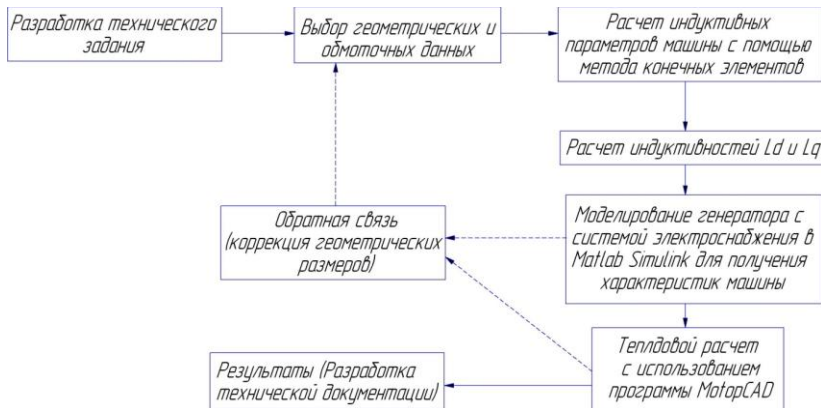 Разработка технического
задания
Выбор геометрических и
обмоточных данных
Расчет индуктивных
параметров машины с помощью
метода конечных элементов
Расчет индуктивностей Ld и Lq
Моделирование генератора с
системой электроснабжения в
Matlab Simulink для получения
характеристик машины
Обратная связь
(коррекция геометрических
размеров)
Теплдовой расчет
с использованием
программы MotopCAD
Результаты (Разработка
технической документации)